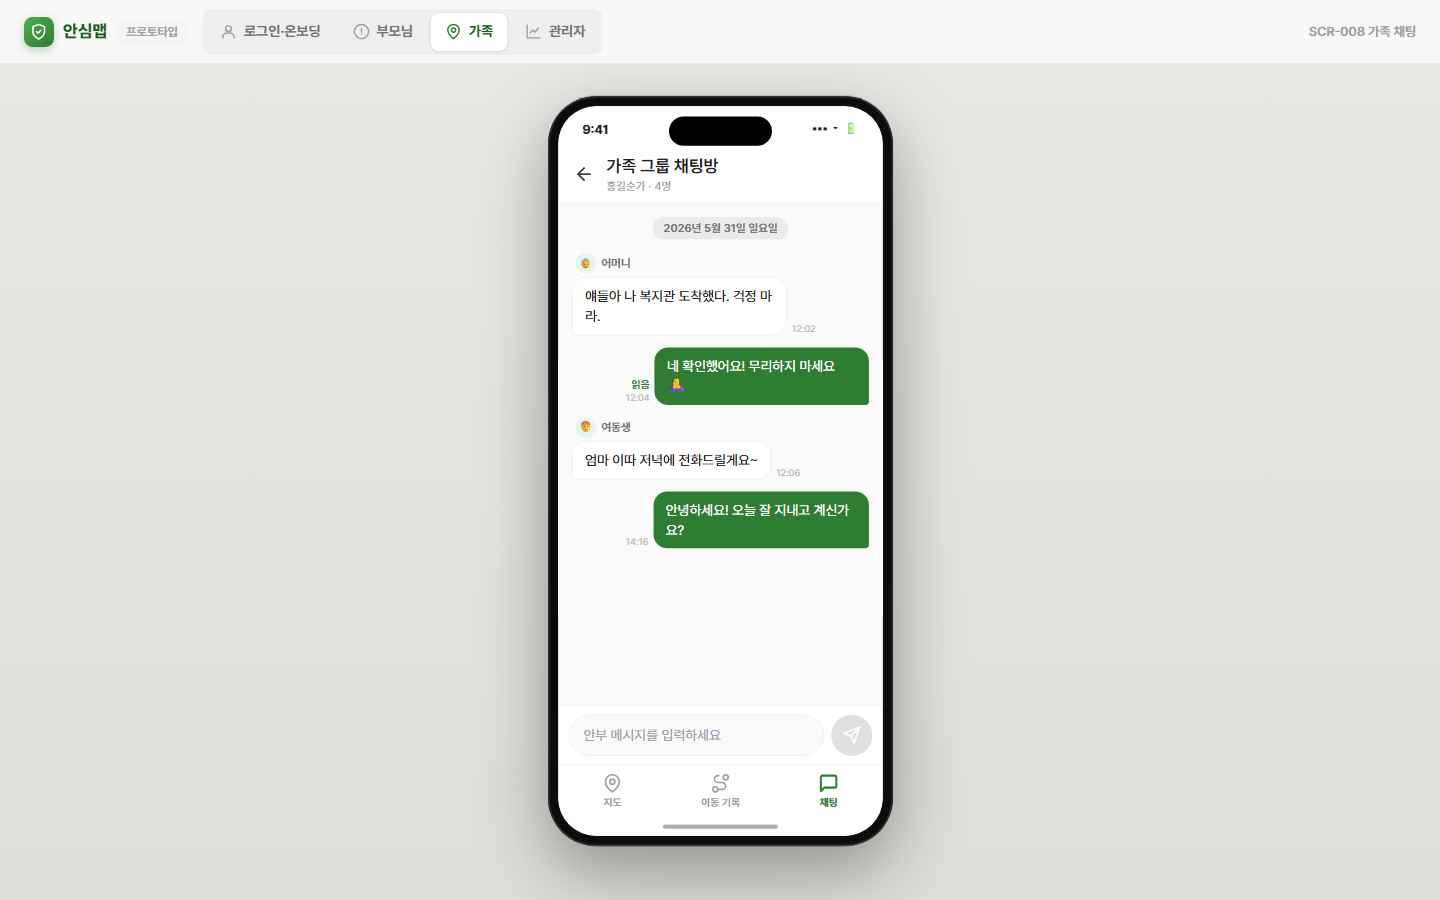 안심맵 프로토타입 로그인·온보딩 부모님 가족 관리자 SCR-008 가족 채팅
9:41
가족 그룹 채팅방
홍길순가 · 4명
2026년 5월 31일 일요일
어머니
얘들아 나 복지관 도착했다. 걱정 마
라.
12:02
네 확인했어요! 무리하지 마세요
🙏
읽음
12:04
여동생
엄마 이따 저녁에 전화드릴게요~
12:06
안녕하세요! 오늘 잘 지내고 계신가
요?
14:16
안부 메시지를 입력하세요
지도 이동 기록 채팅